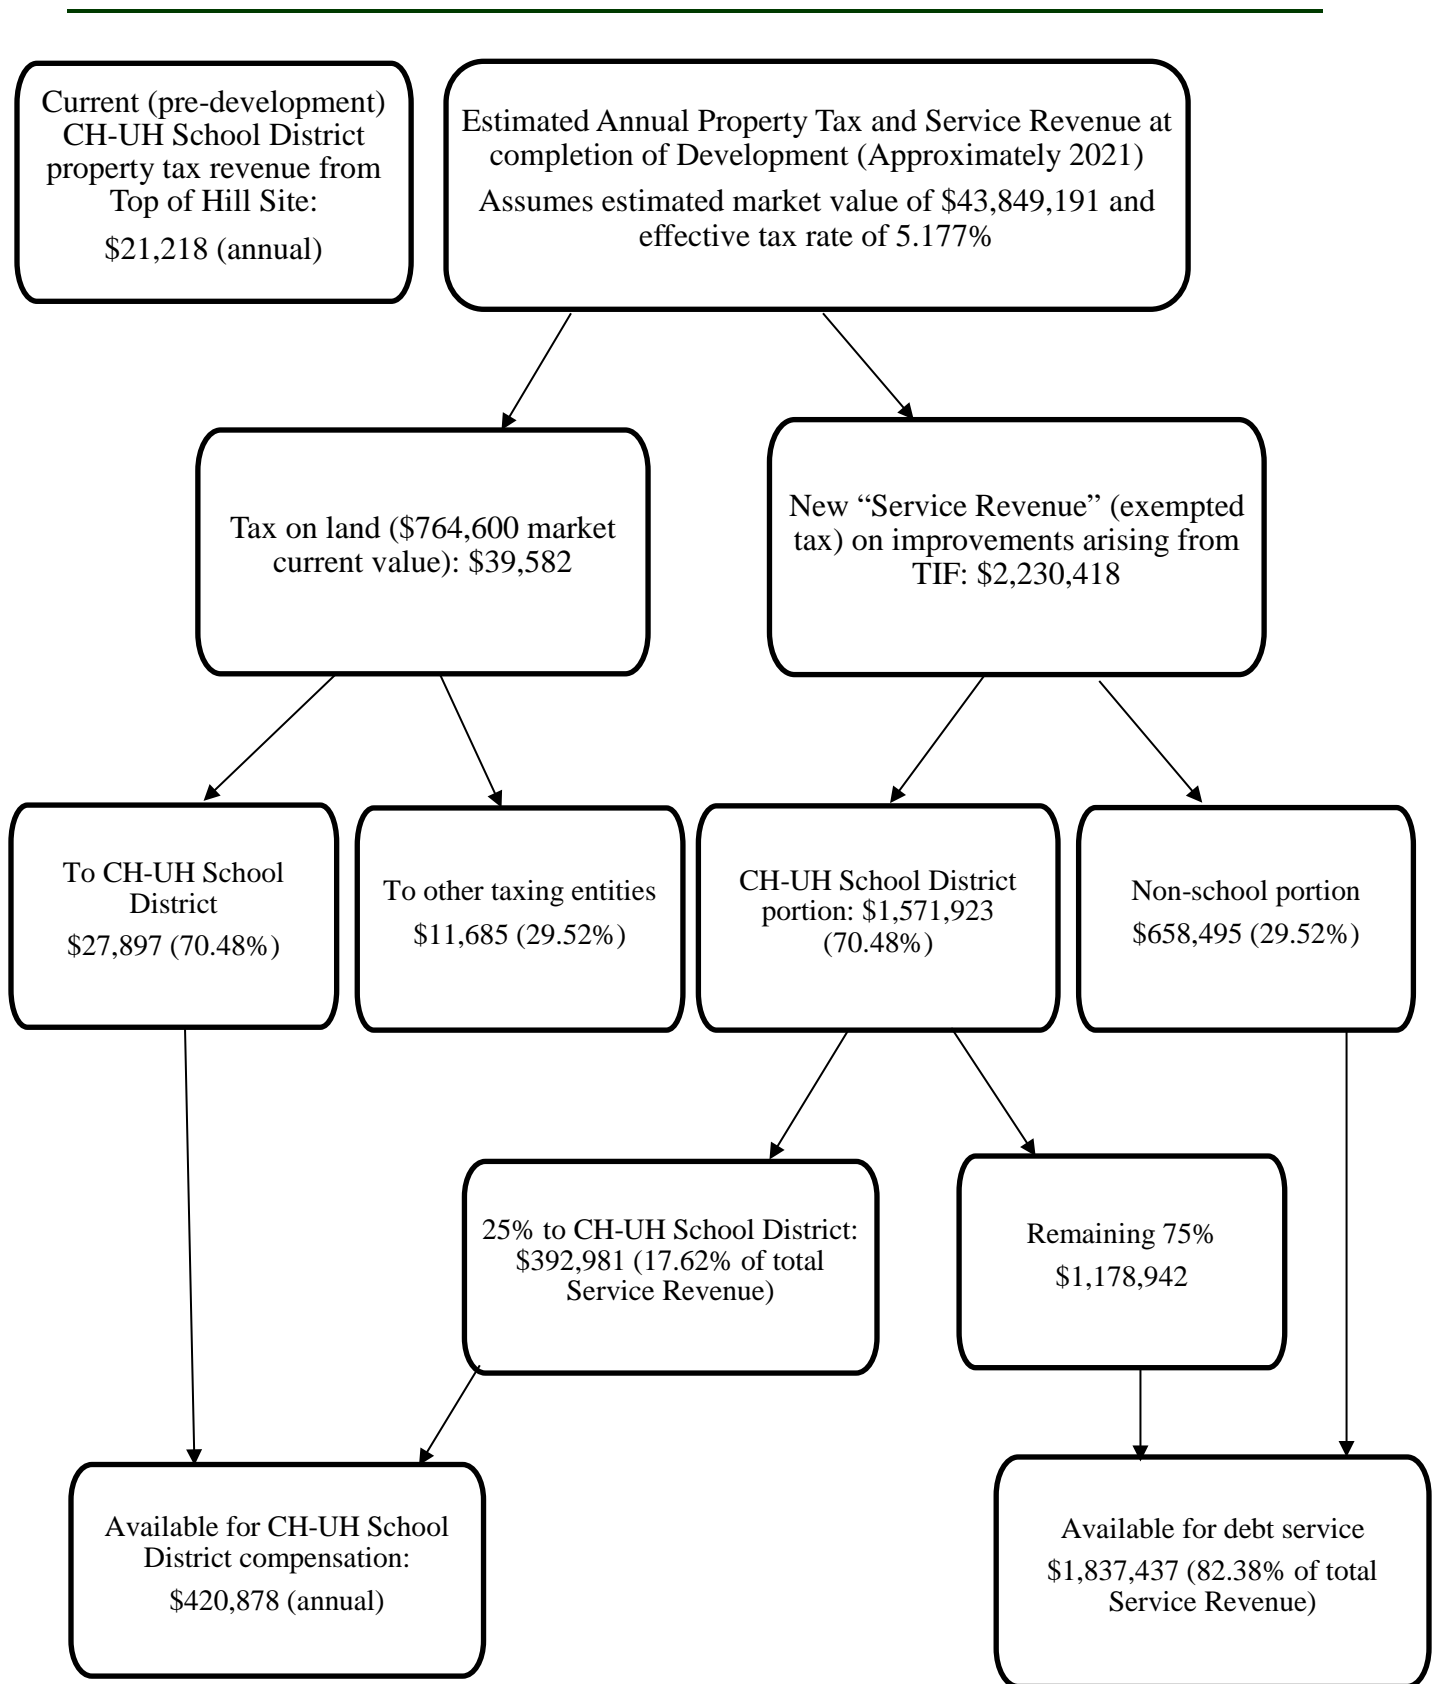 Current (pre-development)
CH-UH School District
property tax revenue from
Top of Hill Site:
$21,218 (annual)
Estimated Annual Property Tax and Service Revenue at
completion of Development (Approximately 2021)
Assumes estimated market value of $43,849,191 and
effective tax rate of 5.177%
Tax on land ($764,600 market
current value): $39,582
New “Service Revenue” (exempted
tax) on improvements arising from
TIF: $2,230,418
To CH-UH School
District
$27,897 (70.48%)
To other taxing entities
$11,685 (29.52%)
CH-UH School District
portion: $1,571,923
(70.48%)
Non-school portion
$658,495 (29.52%)
25% to CH-UH School District:
$392,981 (17.62% of total
Service Revenue)
Remaining 75%
$1,178,942
Available for CH-UH School
District compensation:
$420,878 (annual)
Available for debt service
$1,837,437 (82.38% of total
Service Revenue)